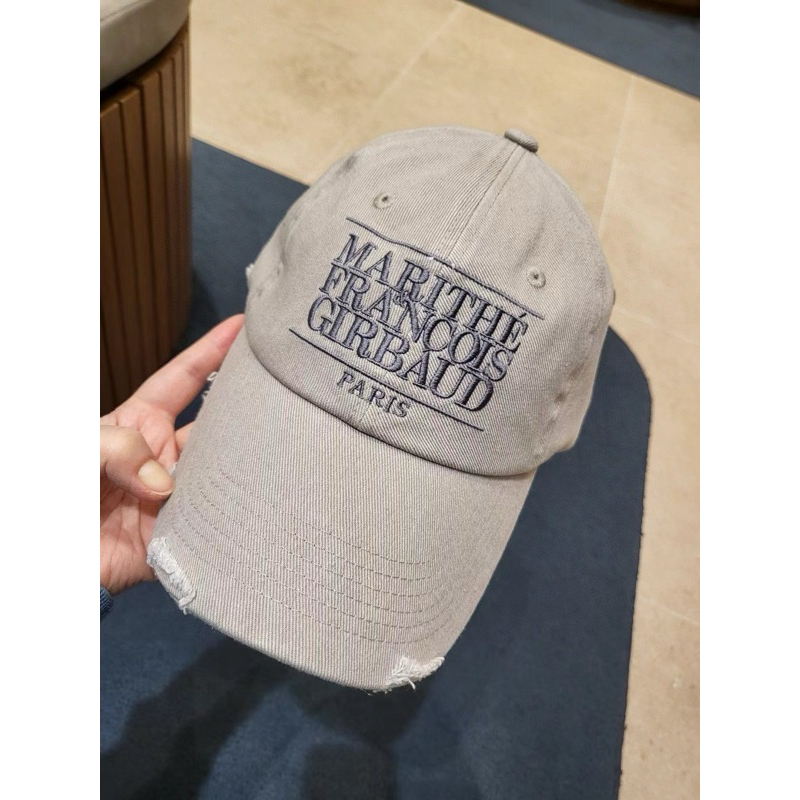 MARITHÉ
&
FRANÇOIS
GIRBAUD
PARIS